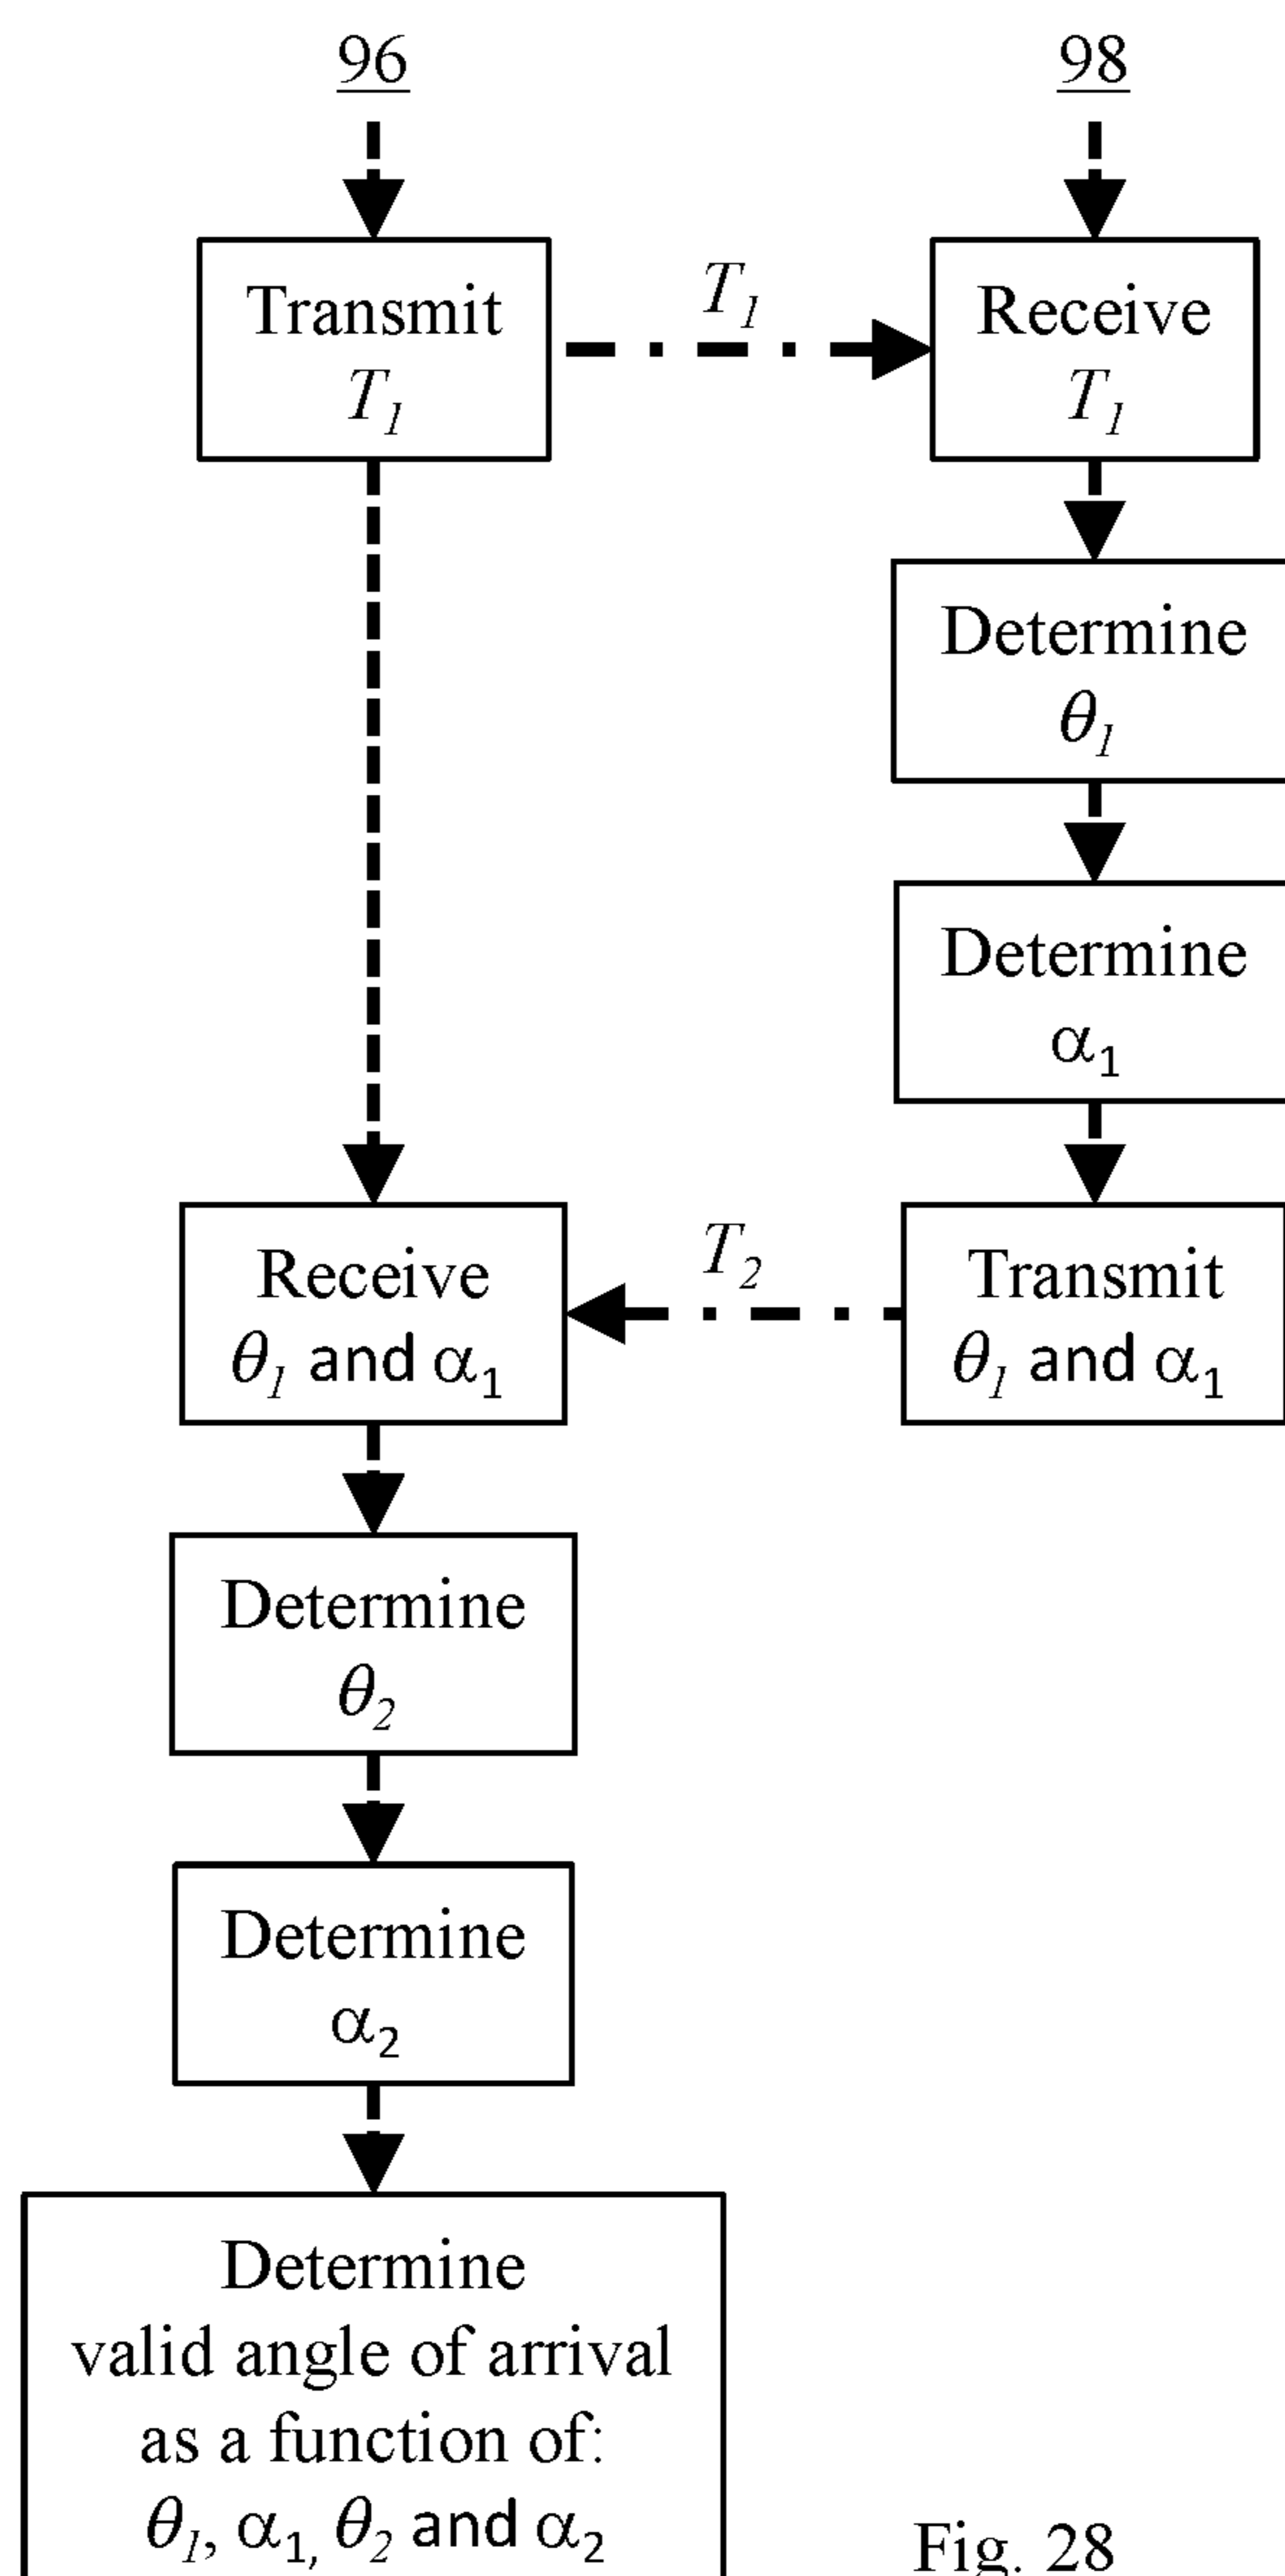 96
98
Transmit
T₁
T₁
Receive
T₁
Determine
θ₁
Determine
α₁
Receive
θ₁ and α₁
T₂
Transmit
θ₁ and α₁
Determine
θ₂
Determine
α₂
Determine
valid angle of arrival
as a function of:
θ₁, α₁, θ₂ and α₂
Fig. 28